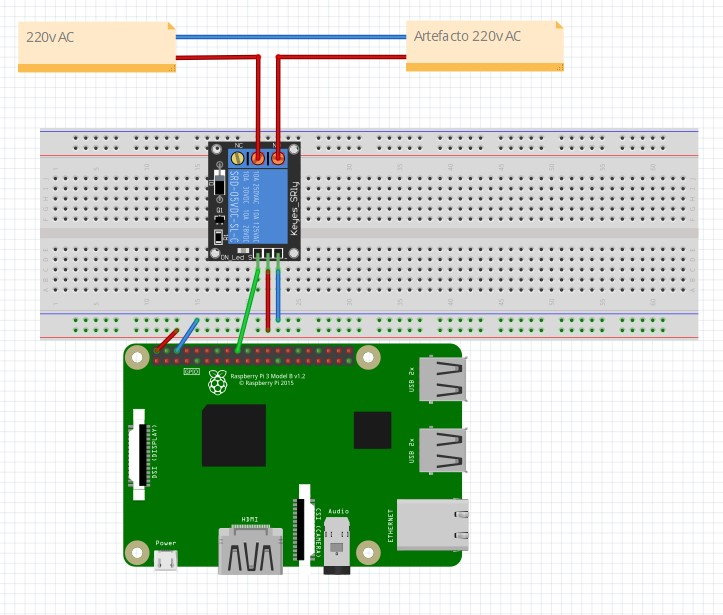 220v AC
Artefacto 220v AC
NC
SRD-05VDC-SL-C
10A 250VAC 10A 125VAC
10A 30VDC 10A 28VDC
Keyes_SRly
Q1
ON_Led S
GPIO
Raspberry Pi 3 Model B v1.2
© Raspberry Pi 2015
USB 2x
DSI (DISPLAY)
USB 2x
HDMI
CSI (CAMERA)
Audio
ETHERNET
Power